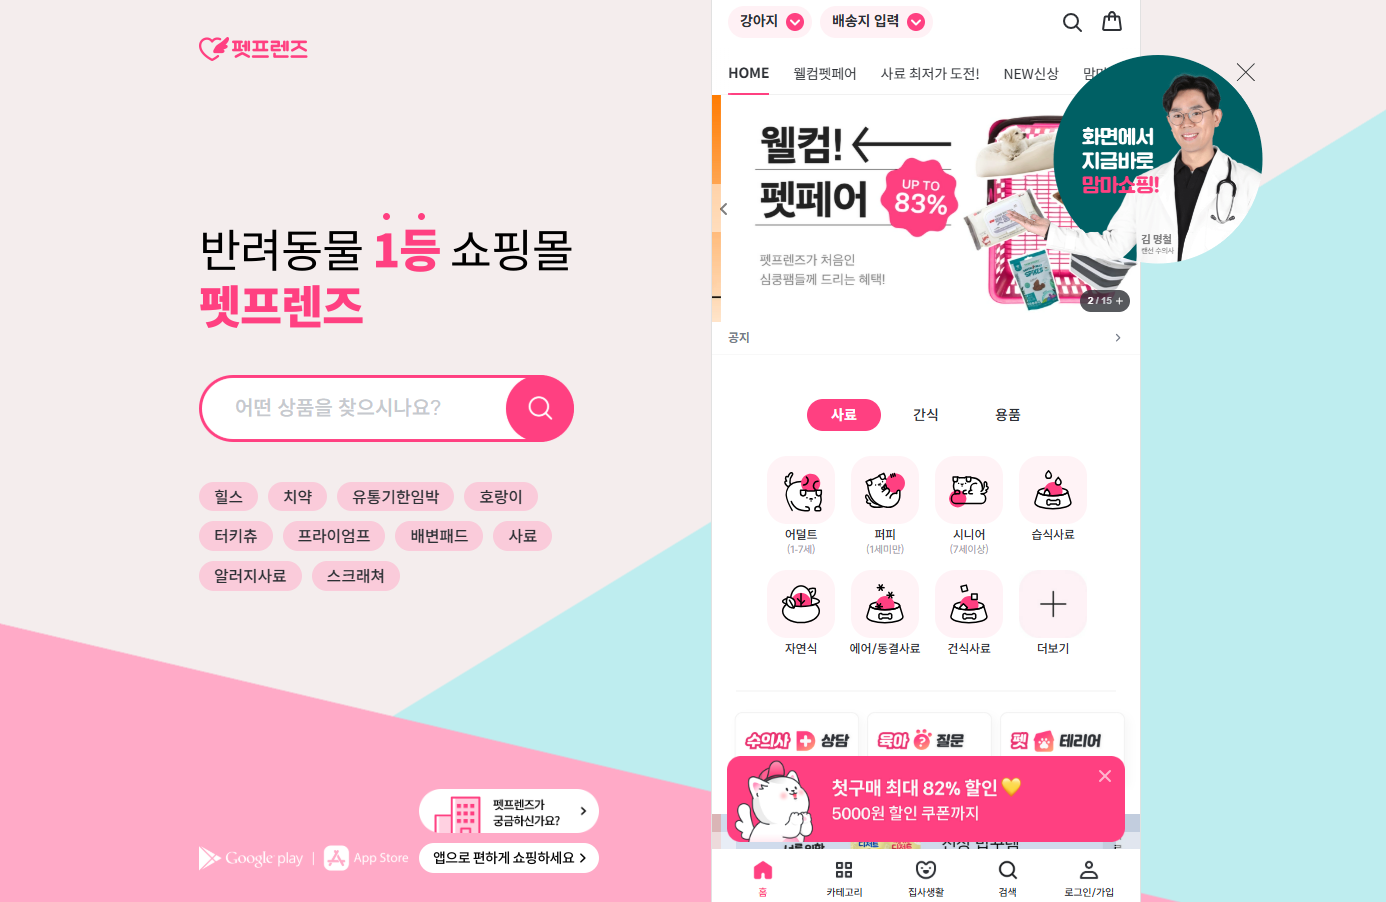 펫프렌즈
반려동물 1등 쇼핑몰
펫프렌즈
어떤 상품을 찾으시나요?
힐스
치약
유통기한임박
호랑이
터키츄
프라이엄프
배변패드
사료
알러지사료
스크래쳐
펫프렌즈가
궁금하신가요?
Google play
App Store
앱으로 편하게 쇼핑하세요
강아지
배송지 입력
HOME
웰컴펫페어
사료 최저가 도전!
NEW신상
웰컴!
펫페어
UP TO
83%
펫프렌즈가 처음인
심쿵팸들께 드리는 혜택!
2 / 15 +
화면에서
지금바로
맘마쇼핑!
김 명철
랜선 수의사
공지
사료
간식
용품
어덜트
(1-7세)
퍼피
(1세미만)
시니어
(7세이상)
습식사료
자연식
에어/동결사료
건식사료
더보기
수의사 상담
육아 질문
펫 테리어
첫구매 최대 82% 할인
5000원 할인 쿠폰까지
홈
카테고리
집사생활
검색
로그인/가입